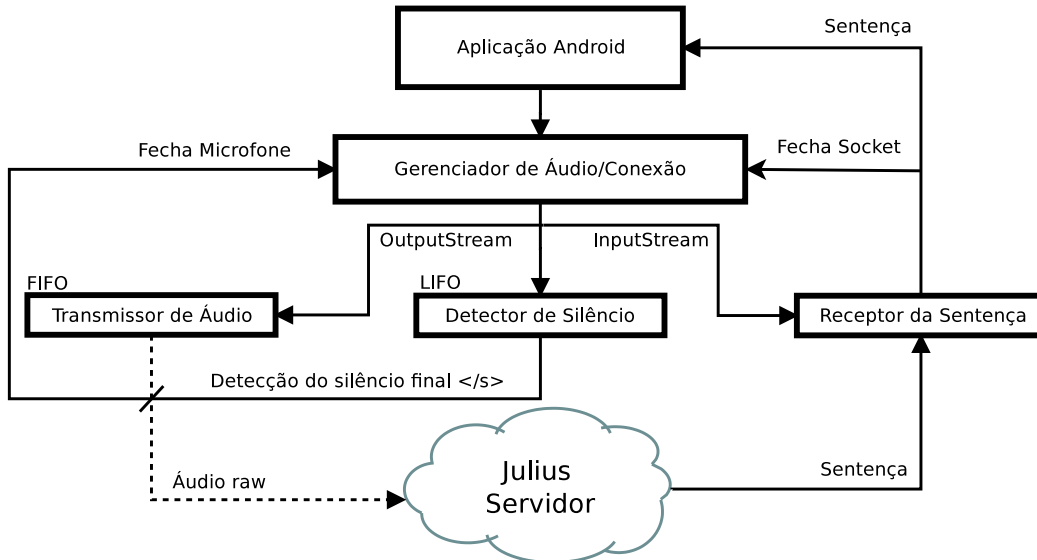 Sentença
Aplicação Android
Fecha Microfone
Fecha Socket
Gerenciador de Áudio/Conexão
OutputStream
InputStream
FIFO
LIFO
Transmissor de Áudio
Detector de Silêncio
Receptor da Sentença
Detecção do silêncio final </s>
Julius
Servidor
Áudio raw
Sentença